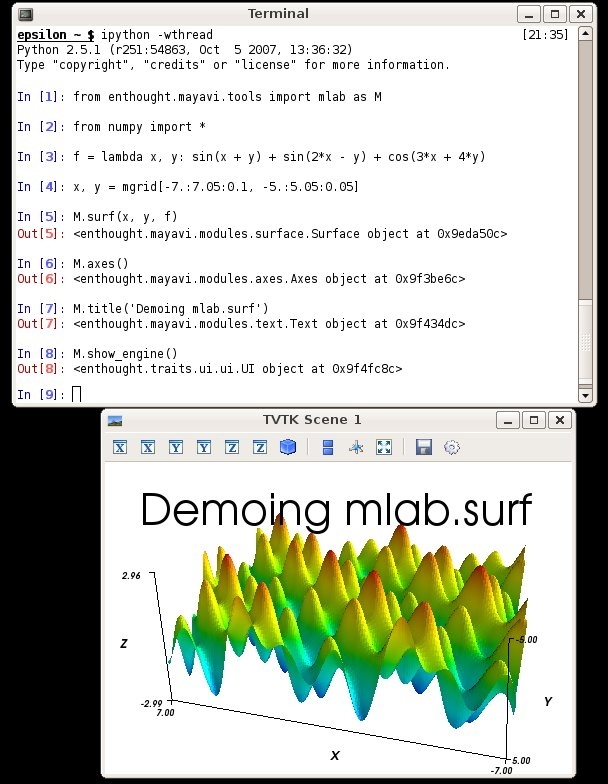 Terminal
epsilon ~ $ ipython -wthread [21:35]
Python 2.5.1 (r251:54863, Oct  5 2007, 13:36:32)
Type "copyright", "credits" or "license" for more information.
In [1]: from enthought.mayavi.tools import mlab as M
In [2]: from numpy import *
In [3]: f = lambda x, y: sin(x + y) + sin(2*x - y) + cos(3*x + 4*y)
In [4]: x, y = mgrid[-7.:7.05:0.1, -5.:5.05:0.05]
In [5]: M.surf(x, y, f)
Out[5]: <enthought.mayavi.modules.surface.Surface object at 0x9eda50c>
In [6]: M.axes()
Out[6]: <enthought.mayavi.modules.axes.Axes object at 0x9f3be6c>
In [7]: M.title('Demoing mlab.surf')
Out[7]: <enthought.mayavi.modules.text.Text object at 0x9f434dc>
In [8]: M.show_engine()
Out[8]: <enthought.traits.ui.ui.UI object at 0x9f4fc8c>
In [9]:
TVTK Scene 1
X X Y Y Z Z
Demoing mlab.surf
2.96
Z
-5.00
-2.99
7.00
Y
X
5.00
-7.00